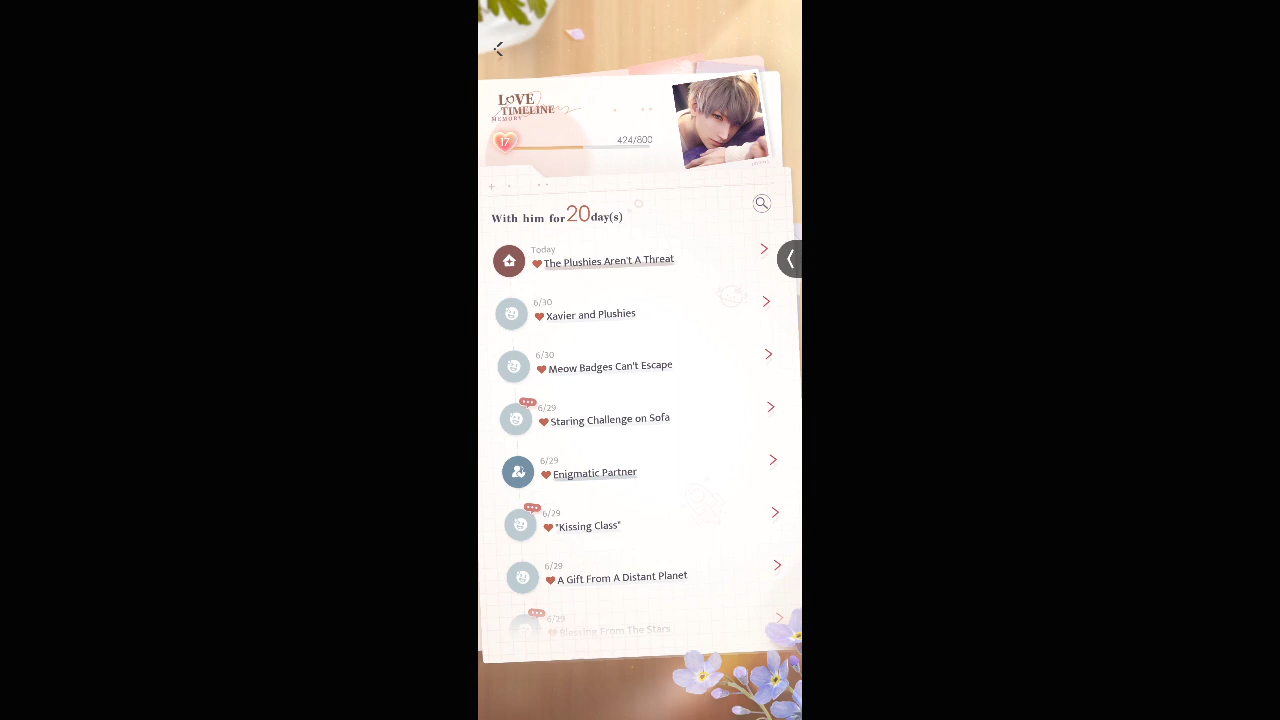 LOVE
TIMELINE
MEMORY
17
424/800
With him for 20 day(s)
Today
The Plushies Aren't A Threat
6/30
Xavier and Plushies
6/30
Meow Badges Can't Escape
6/29
Staring Challenge on Sofa
6/29
Enigmatic Partner
6/29
"Kissing Class"
6/29
A Gift From A Distant Planet
6/29
Blessing From The Stars